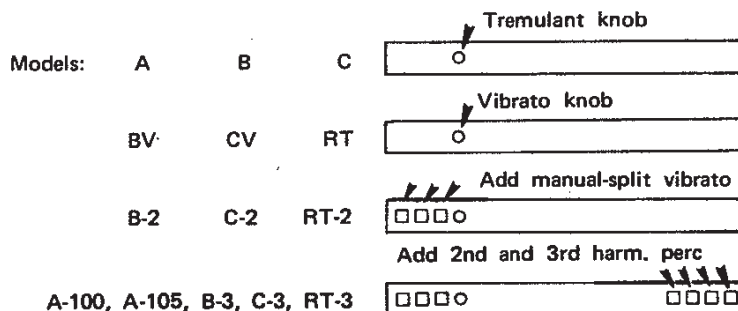 Tremulant knob
Models: A B C
Vibrato knob
BV CV RT
Add manual-split vibrato
B-2 C-2 RT-2
Add 2nd and 3rd harm. perc
A-100, A-105, B-3, C-3, RT-3